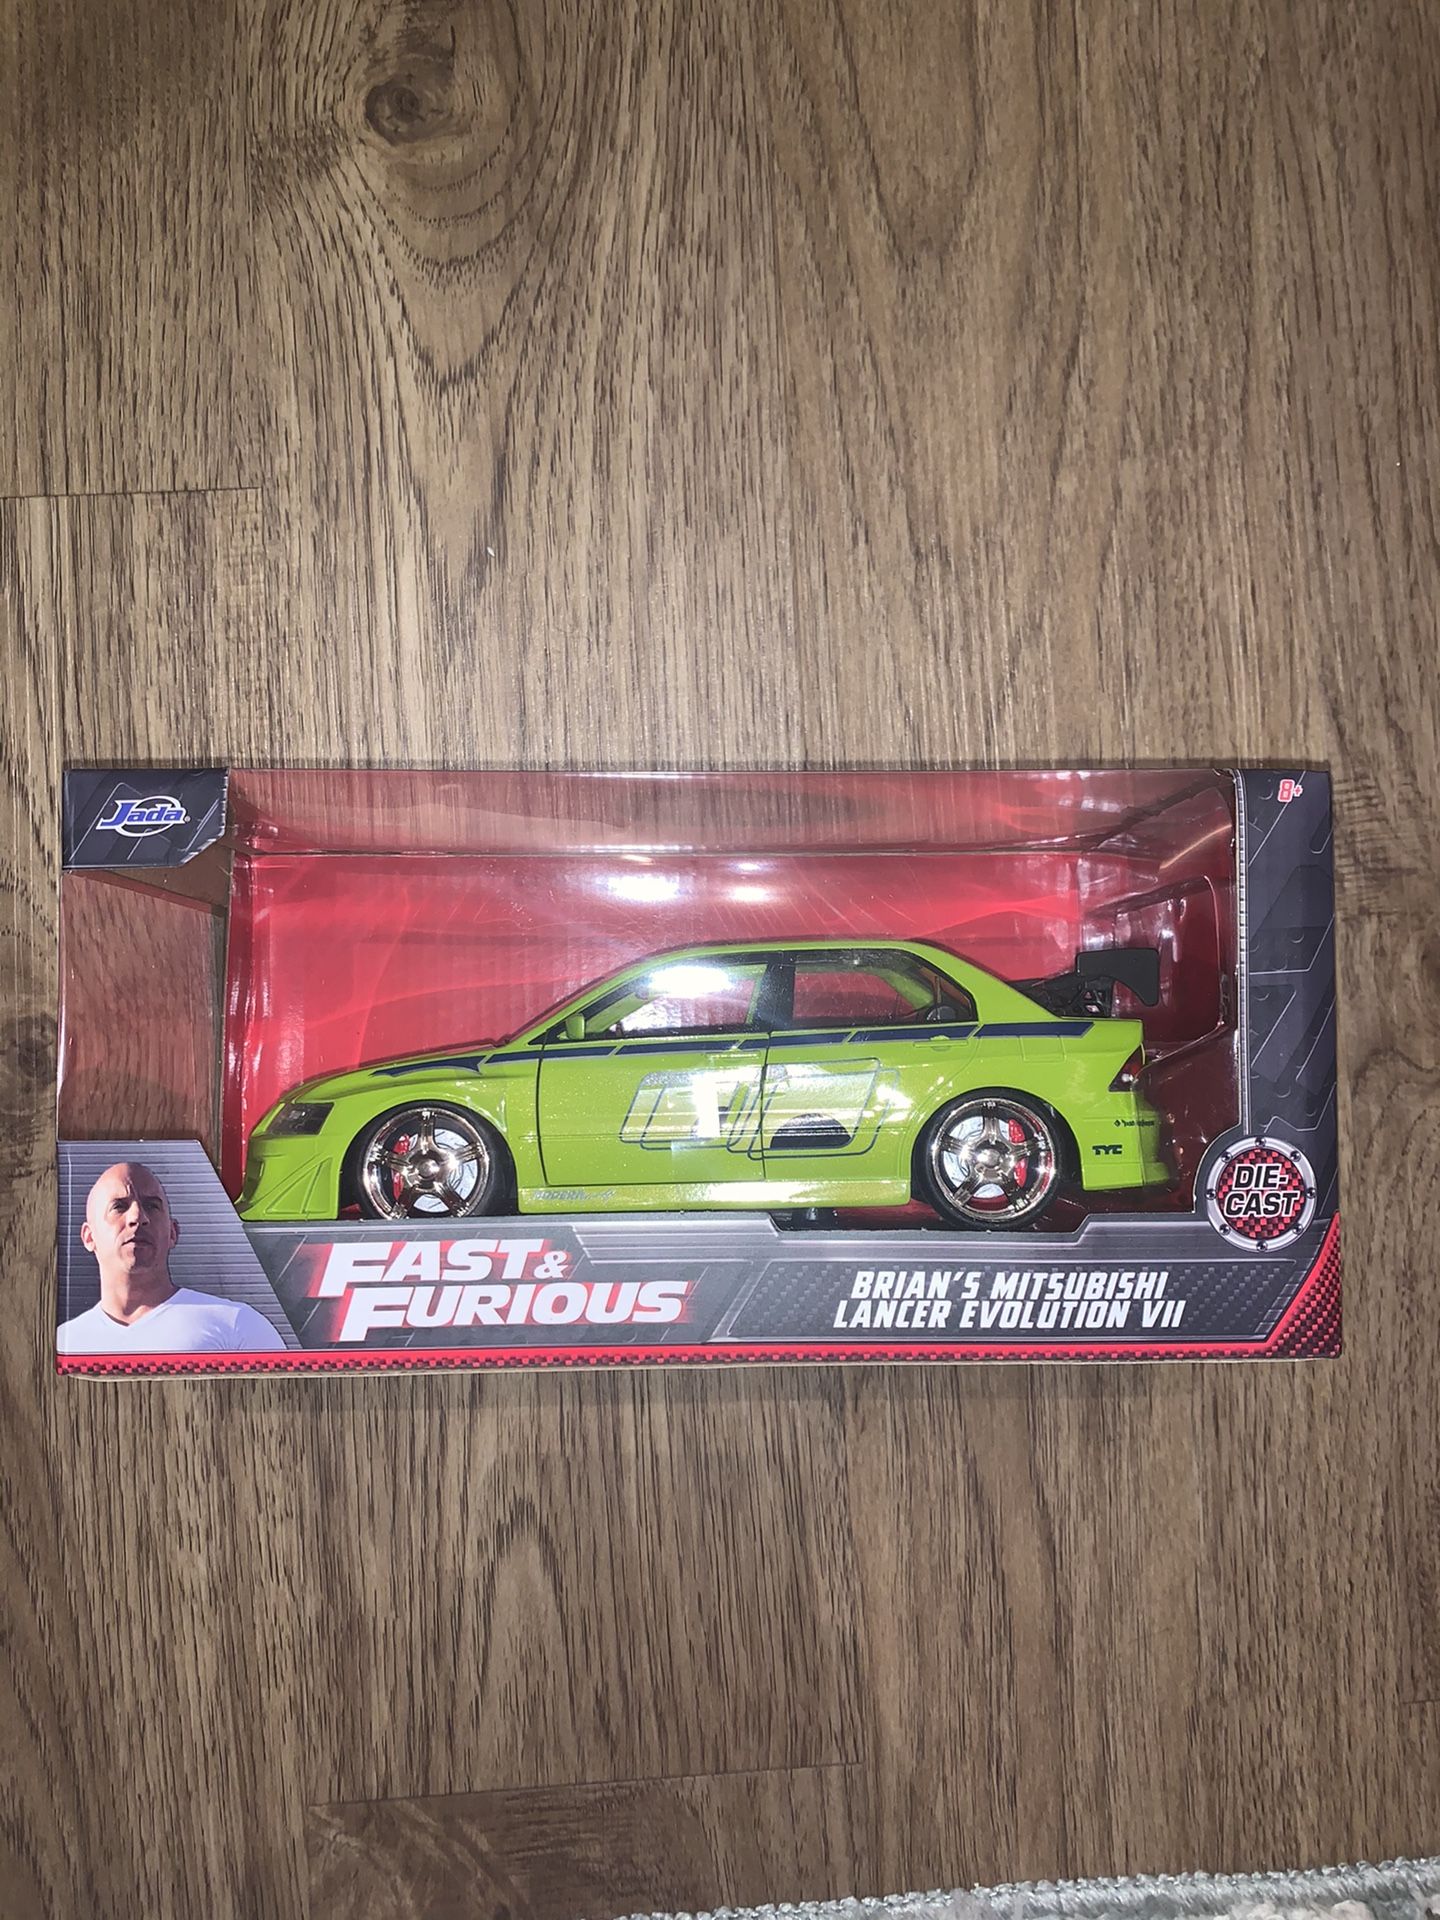 Jada
8+
TYC
DIE-
CAST
FAST &
FURIOUS
BRIAN'S MITSUBISHI
LANCER EVOLUTION VII